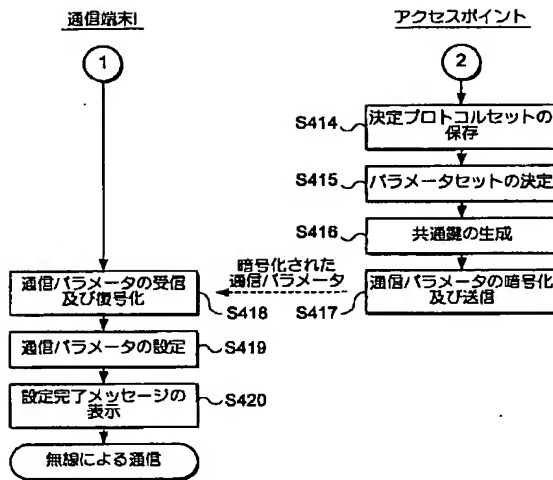 通信端末I
アクセスポイント
1
2
S414
決定プロトコルセットの
保存
S415
パラメータセットの決定
S416
共通鍵の生成
暗号化された
通信パラメータ
通信パラメータの暗号化
及び送信
S417
通信パラメータの受信
及び復号化
S418
通信パラメータの設定
S419
設定完了メッセージの
表示
S420
無線による通信